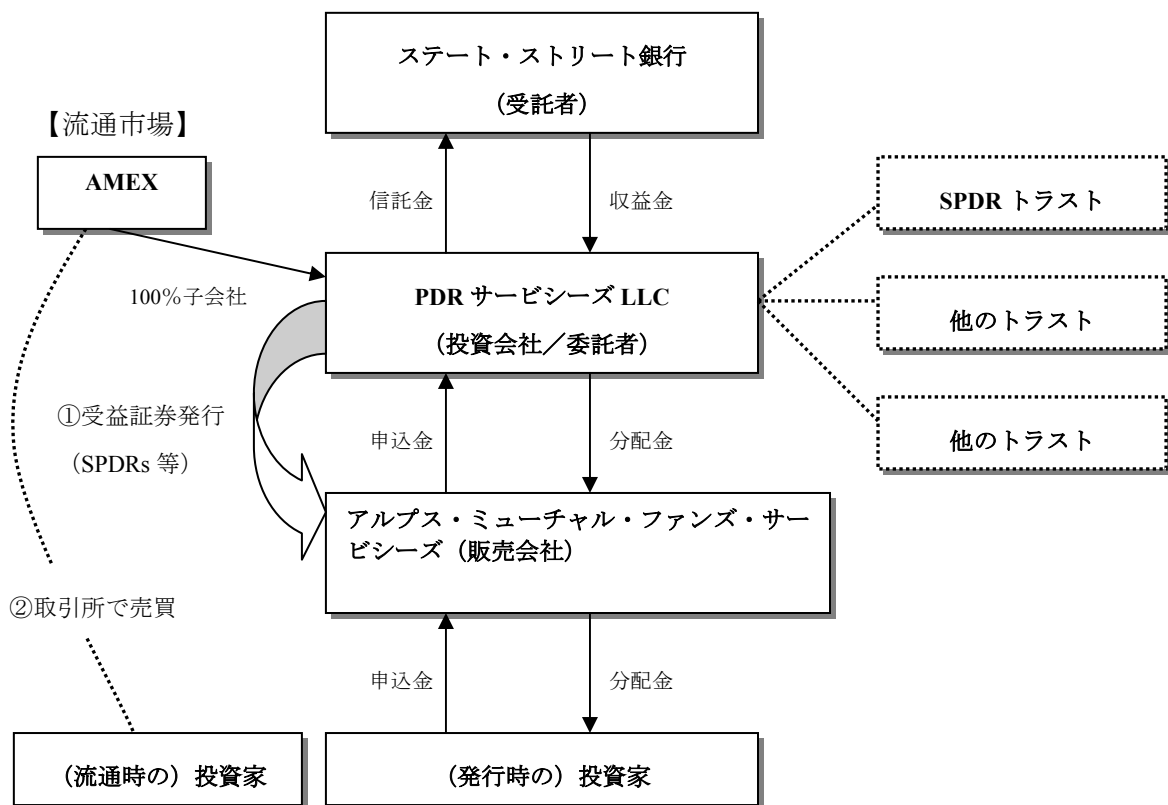 ステート・ストリート銀行
（受託者）
【流通市場】
AMEX
信託金
収益金
SPDR トラスト
100％子会社
PDR サービシーズ LLC
（投資会社／委託者）
他のトラスト
①受益証券発行
（SPDRs 等）
申込金
分配金
他のトラスト
アルプス・ミューチャル・ファンズ・サー
ビシーズ（販売会社）
②取引所で売買
申込金
分配金
（流通時の）投資家
（発行時の）投資家